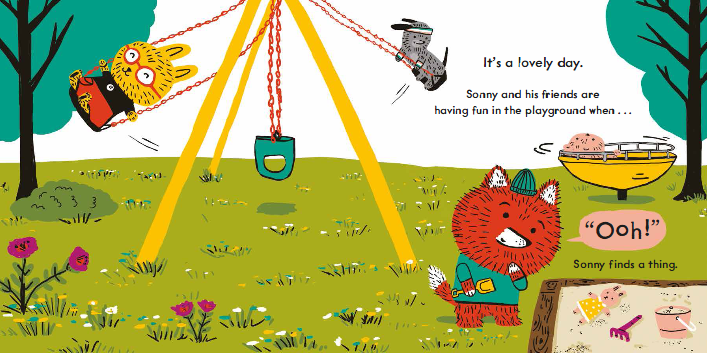 It's a lovely day.
Sonny and his friends are
having fun in the playground when . . .
“Ooh!”
Sonny finds a thing.